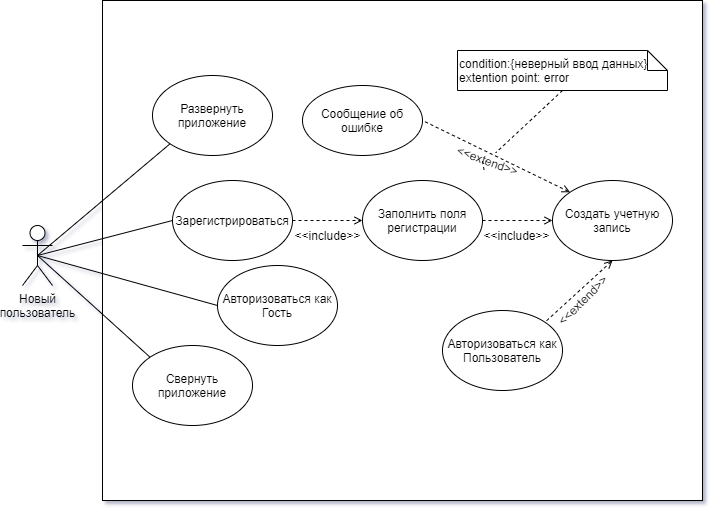 condition:{неверный ввод данных}
extention point: error
Развернуть
приложение
Сообщение об
ошибке
<<extend>>
Зарегистрироваться
<<include>>
Заполнить поля
регистрации
<<include>>
Создать учетную
запись
Новый
пользователь
Авторизоваться как
Гость
<<extend>>
Авторизоваться как
Пользователь
Свернуть
приложение